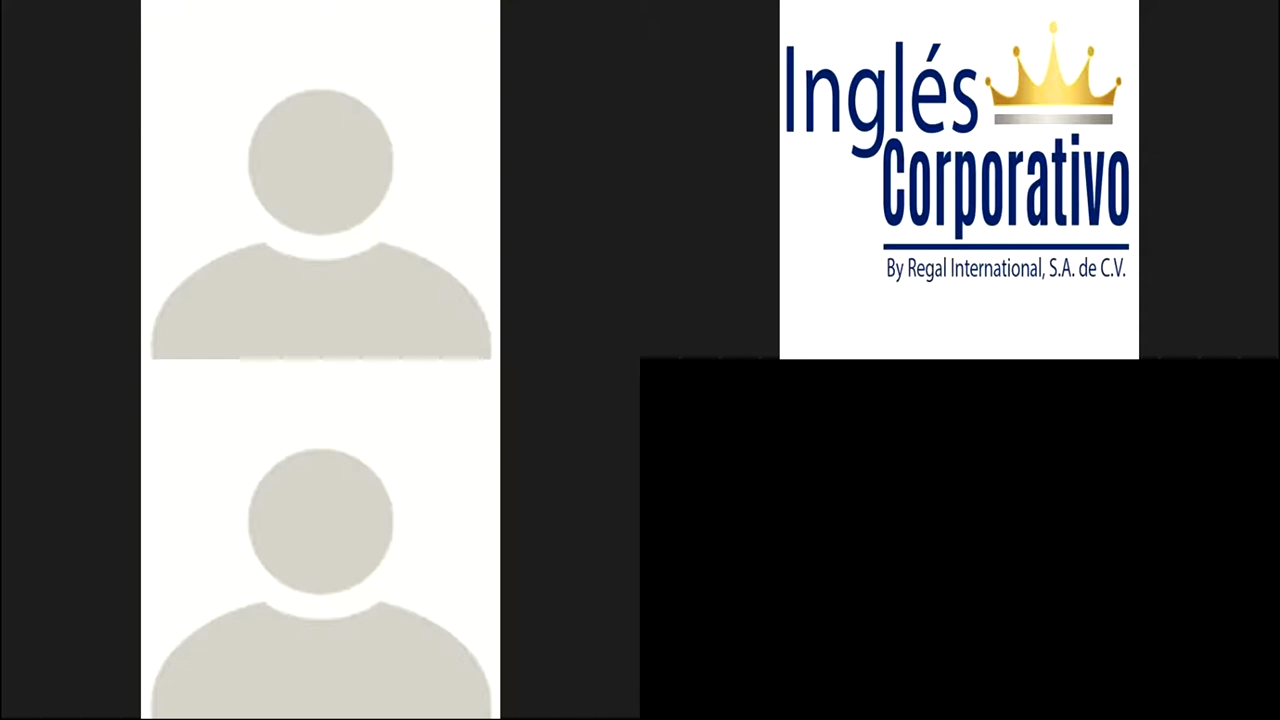 Inglés
Corporativo
By Regal International, S.A. de C.V.